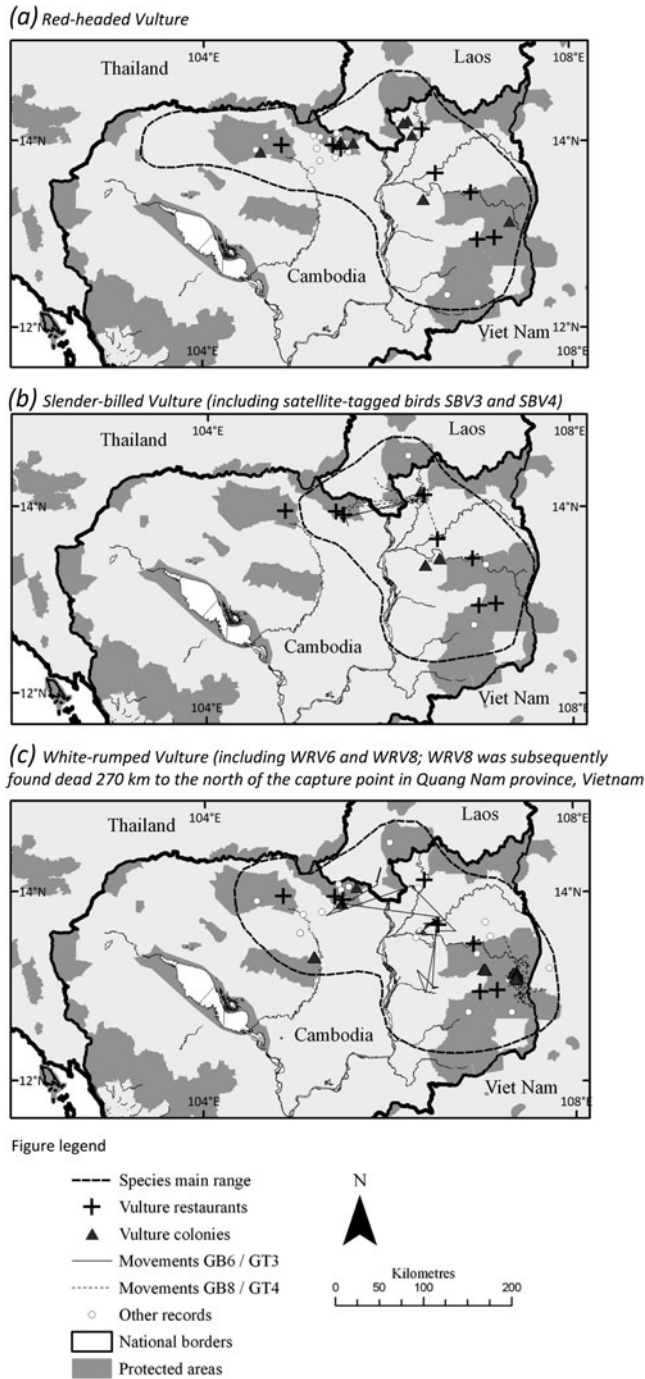 (a) Red-headed Vulture
104°E
108°E
Thailand
Laos
14°N
14°N
Cambodia
12°N
Viet Nam
12°N
104°E
108°E
(b) Slender-billed Vulture (including satellite-tagged birds SBV3 and SBV4)
104°E
108°E
Thailand
Laos
14°N
14°N
Cambodia
12°N
Viet Nam
12°N
104°E
108°E
(c) White-rumped Vulture (including WRV6 and WRV8; WRV8 was subsequently
found dead 270 km to the north of the capture point in Quang Nam province, Vietnam
104°E
108°E
Thailand
Laos
14°N
14°N
Cambodia
12°N
Viet Nam
12°N
104°E
108°E
Figure legend
Species main range
Vulture restaurants
Vulture colonies
Movements GB6 / GT3
Movements GB8 / GT4
Other records
National borders
Protected areas
N
Kilometres
0 50 100 200